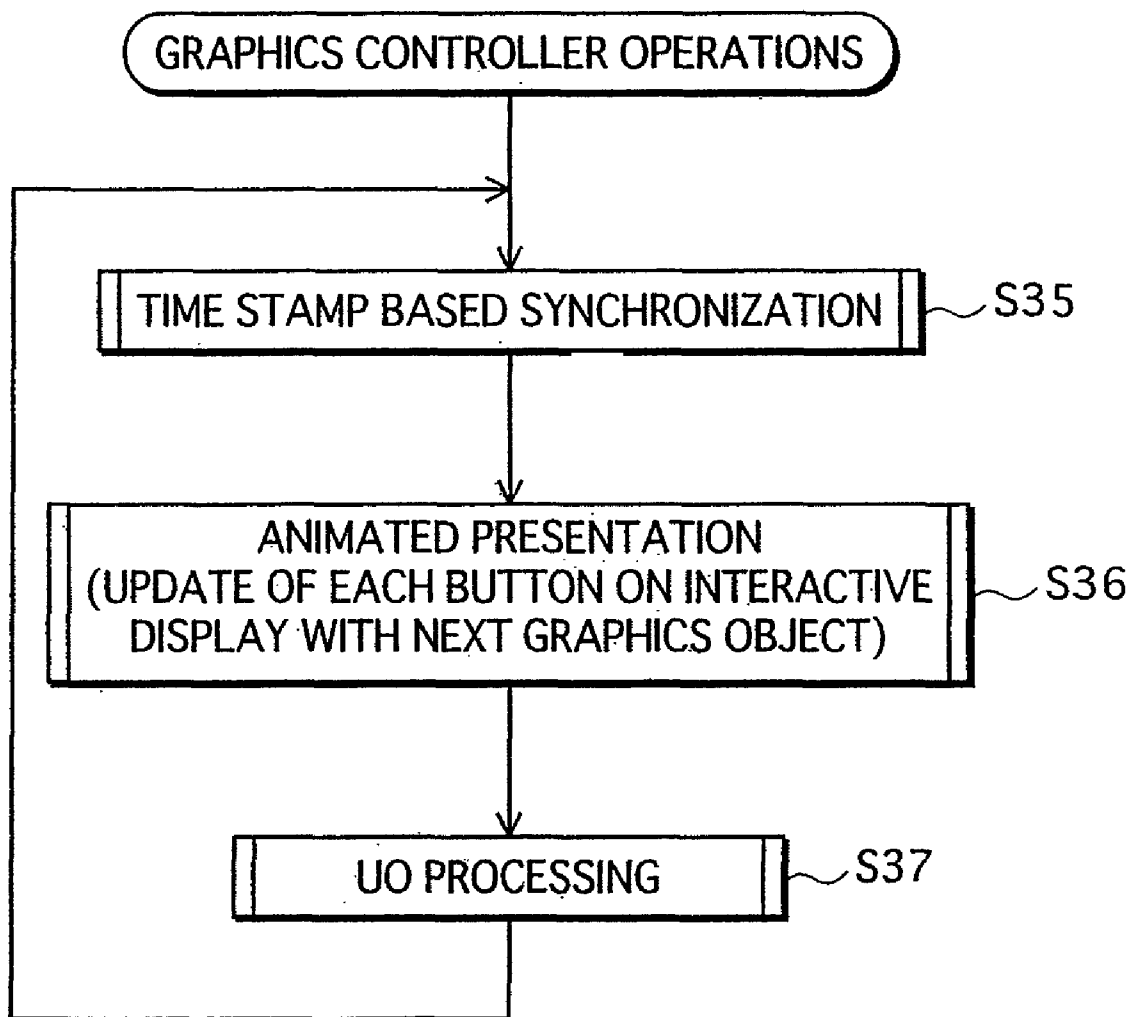 GRAPHICS CONTROLLER OPERATIONS
TIME STAMP BASED SYNCHRONIZATION
S35
ANIMATED PRESENTATION
(UPDATE OF EACH BUTTON ON INTERACTIVE
DISPLAY WITH NEXT GRAPHICS OBJECT)
S36
UO PROCESSING
S37